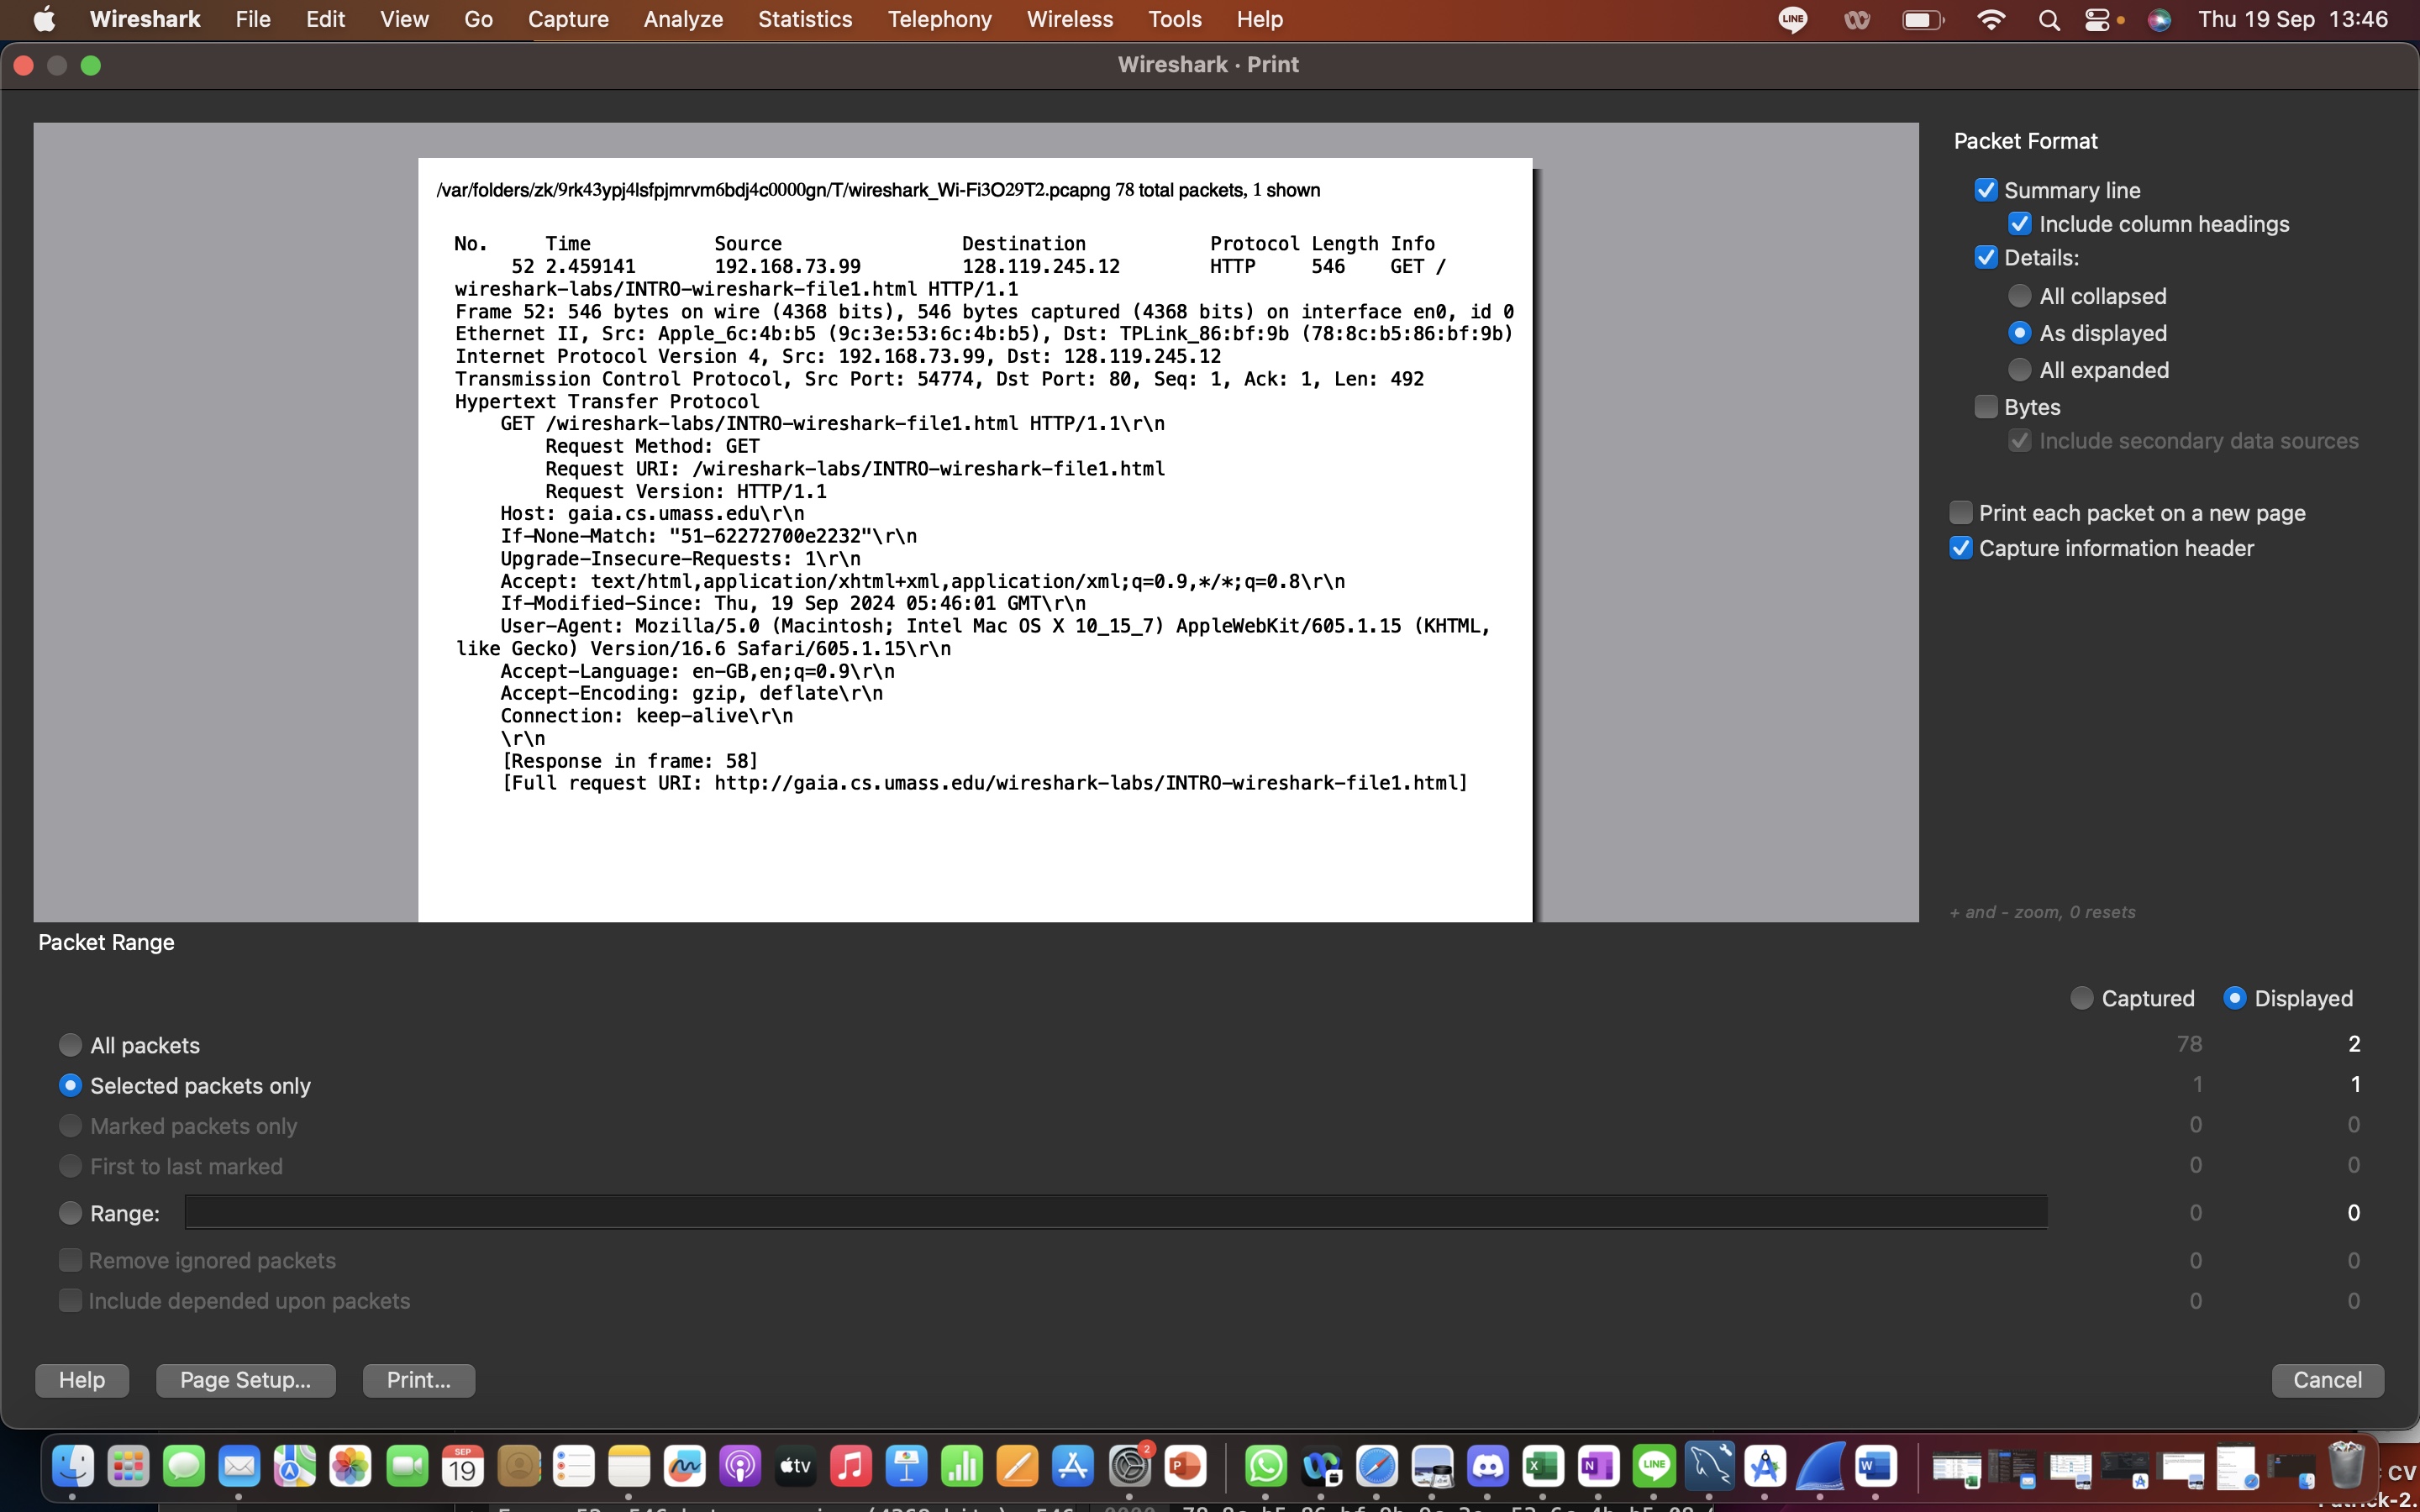 Wireshark File Edit View Go Capture Analyze Statistics Telephony Wireless Tools Help LINE Thu 19 Sep 13:46
Wireshark · Print
/var/folders/zk/9rk43ypj4lsfpjmrvm6bdj4c0000gn/T/wireshark_Wi-Fi3O29T2.pcapng 78 total packets, 1 shown
No. Time Source Destination Protocol Length Info
52 2.459141 192.168.73.99 128.119.245.12 HTTP 546 GET /
wireshark-labs/INTRO-wireshark-file1.html HTTP/1.1
Frame 52: 546 bytes on wire (4368 bits), 546 bytes captured (4368 bits) on interface en0, id 0
Ethernet II, Src: Apple_6c:4b:b5 (9c:3e:53:6c:4b:b5), Dst: TPLink_86:bf:9b (78:8c:b5:86:bf:9b)
Internet Protocol Version 4, Src: 192.168.73.99, Dst: 128.119.245.12
Transmission Control Protocol, Src Port: 54774, Dst Port: 80, Seq: 1, Ack: 1, Len: 492
Hypertext Transfer Protocol
GET /wireshark-labs/INTRO-wireshark-file1.html HTTP/1.1\r\n
Request Method: GET
Request URI: /wireshark-labs/INTRO-wireshark-file1.html
Request Version: HTTP/1.1
Host: gaia.cs.umass.edu\r\n
If-None-Match: "51-62272700e2232"\r\n
Upgrade-Insecure-Requests: 1\r\n
Accept: text/html,application/xhtml+xml,application/xml;q=0.9,*/*;q=0.8\r\n
If-Modified-Since: Thu, 19 Sep 2024 05:46:01 GMT\r\n
User-Agent: Mozilla/5.0 (Macintosh; Intel Mac OS X 10_15_7) AppleWebKit/605.1.15 (KHTML,
like Gecko) Version/16.6 Safari/605.1.15\r\n
Accept-Language: en-GB,en;q=0.9\r\n
Accept-Encoding: gzip, deflate\r\n
Connection: keep-alive\r\n
\r\n
[Response in frame: 58]
[Full request URI: http://gaia.cs.umass.edu/wireshark-labs/INTRO-wireshark-file1.html]
Packet Format
Summary line
Include column headings
Details:
All collapsed
As displayed
All expanded
Bytes
Include secondary data sources
Print each packet on a new page
Capture information header
+ and - zoom, 0 resets
Packet Range
Captured Displayed
All packets 78 2
Selected packets only 1 1
Marked packets only 0 0
First to last marked 0 0
Range: 0 0
Remove ignored packets 0 0
Include depended upon packets 0 0
Help Page Setup... Print... Cancel
SEP
19
tv
2
P
X
N
LINE
W
CV